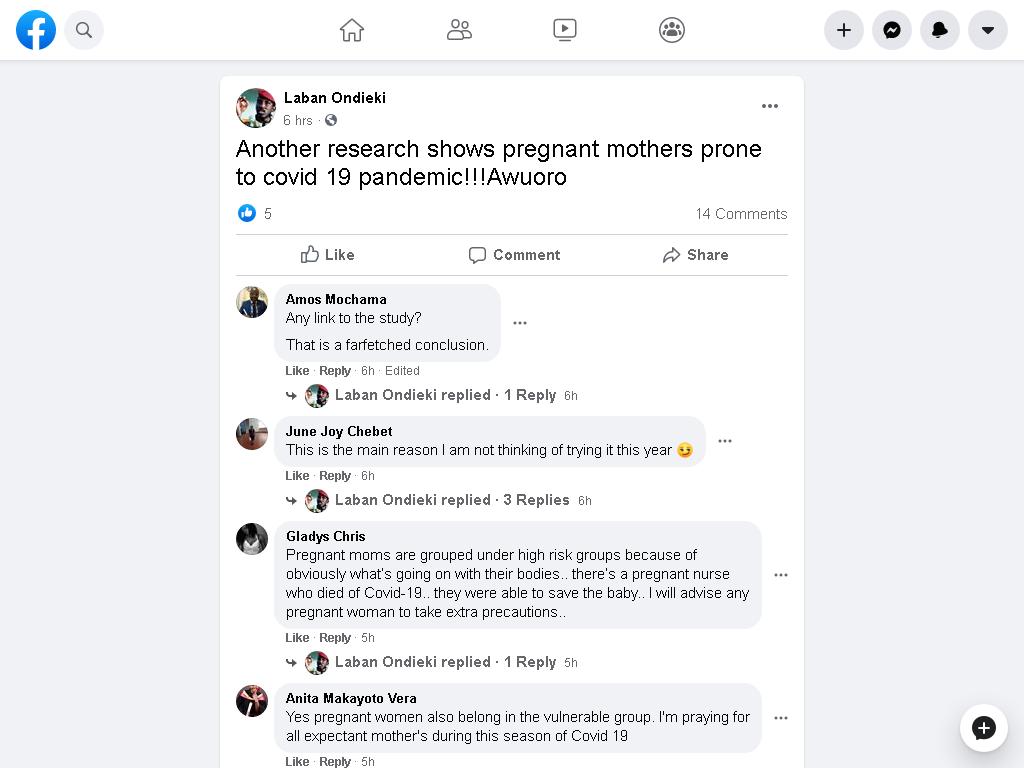 Laban Ondieki
6 hrs ·
Another research shows pregnant mothers prone
to covid 19 pandemic!!!Awuoro
5
14 Comments
Like
Comment
Share
Amos Mochama
Any link to the study?
That is a farfetched conclusion.
Like · Reply · 6h · Edited
Laban Ondieki replied · 1 Reply 6h
June Joy Chebet
This is the main reason I am not thinking of trying it this year 😏
Like · Reply · 6h
Laban Ondieki replied · 3 Replies 6h
Gladys Chris
Pregnant moms are grouped under high risk groups because of
obviously what's going on with their bodies.. there's a pregnant nurse
who died of Covid-19.. they were able to save the baby.. I will advise any
pregnant woman to take extra precautions..
Like · Reply · 5h
Laban Ondieki replied · 1 Reply 5h
Anita Makayoto Vera
Yes pregnant women also belong in the vulnerable group. I'm praying for
all expectant mother's during this season of Covid 19
Like · Reply · 5h